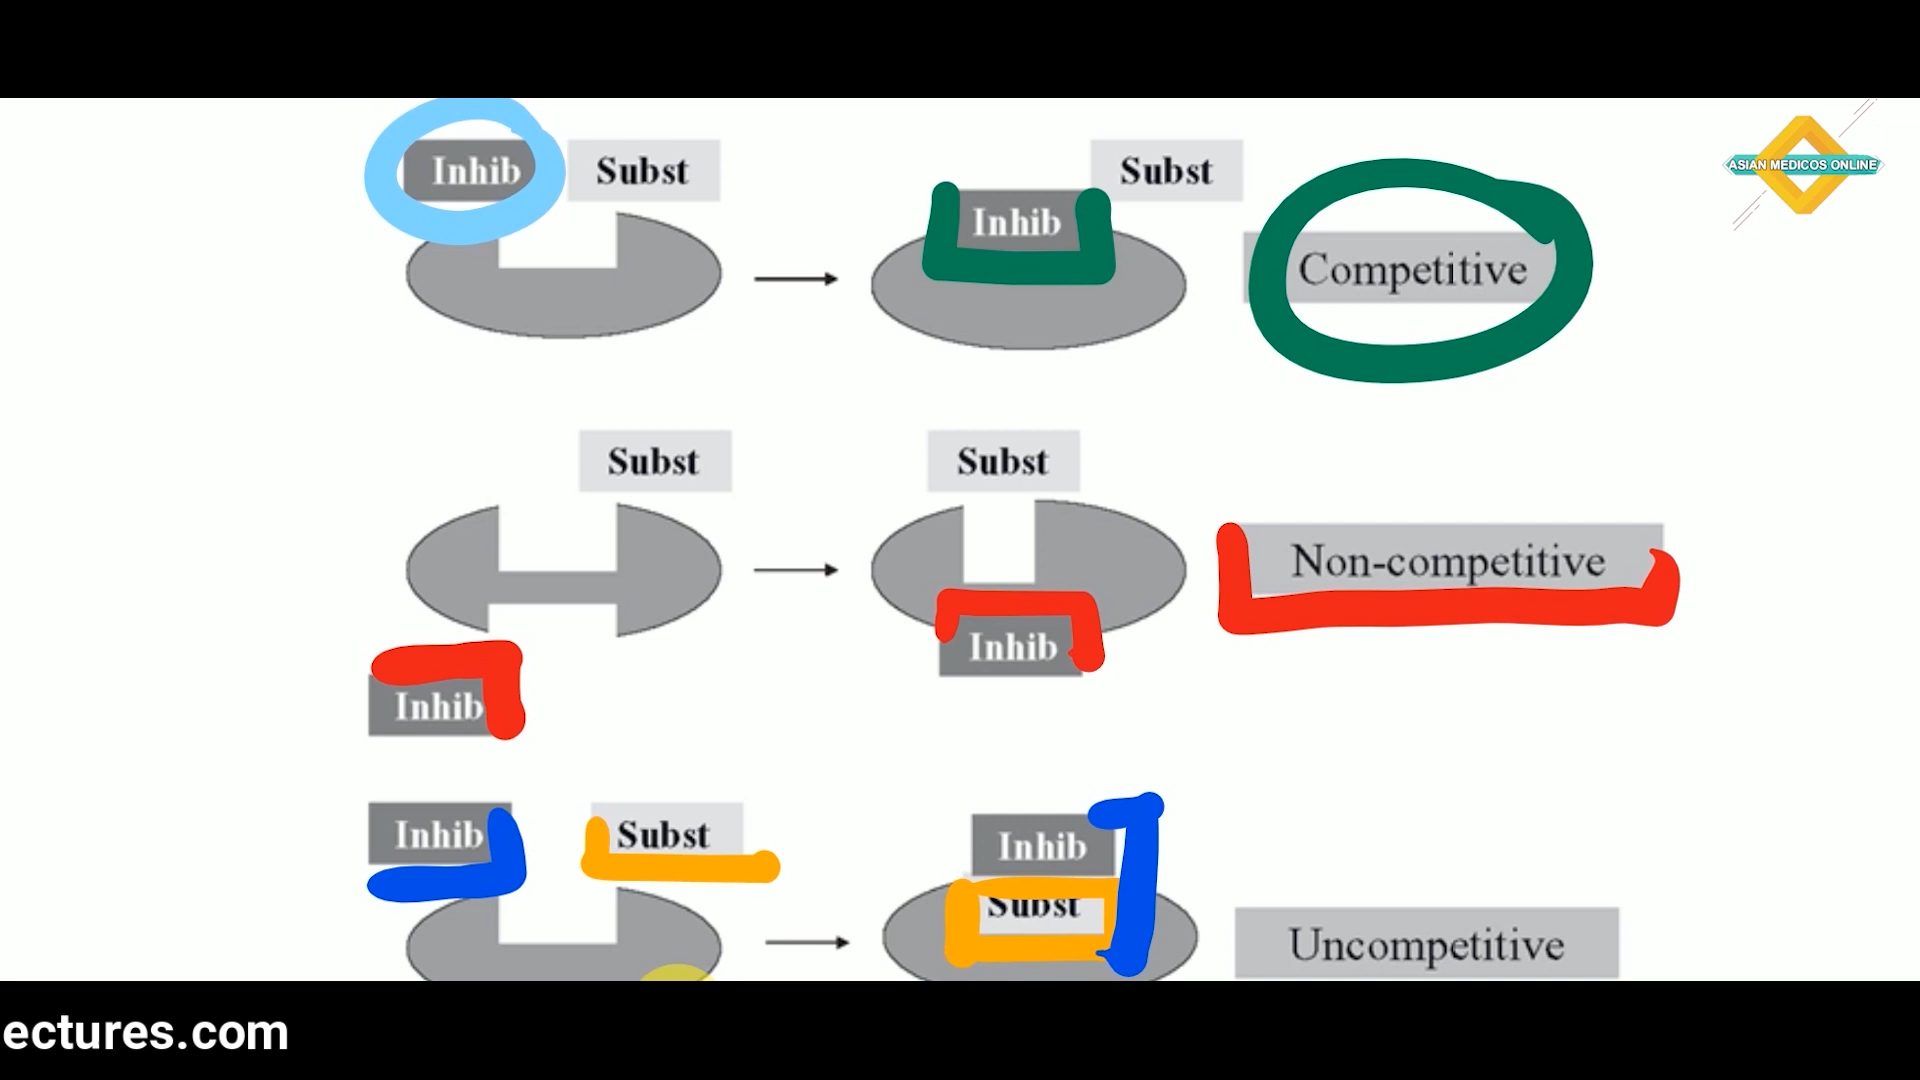 ASIAN MEDICOS ONLINE
Inhib Subst
Subst
Inhib
Competitive
Subst Subst
Non-competitive
Inhib
Inhib
Inhib Subst
Inhib
Subst
Uncompetitive
ectures.com